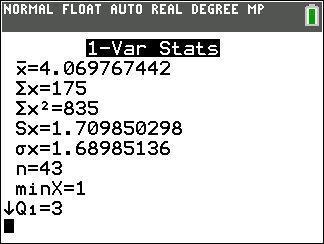 NORMAL FLOAT AUTO REAL DEGREE MP
1-Var Stats
x̄=4.069767442
Σx=175
Σx²=835
Sx=1.709850298
σx=1.68985136
n=43
minX=1
↓Q₁=3